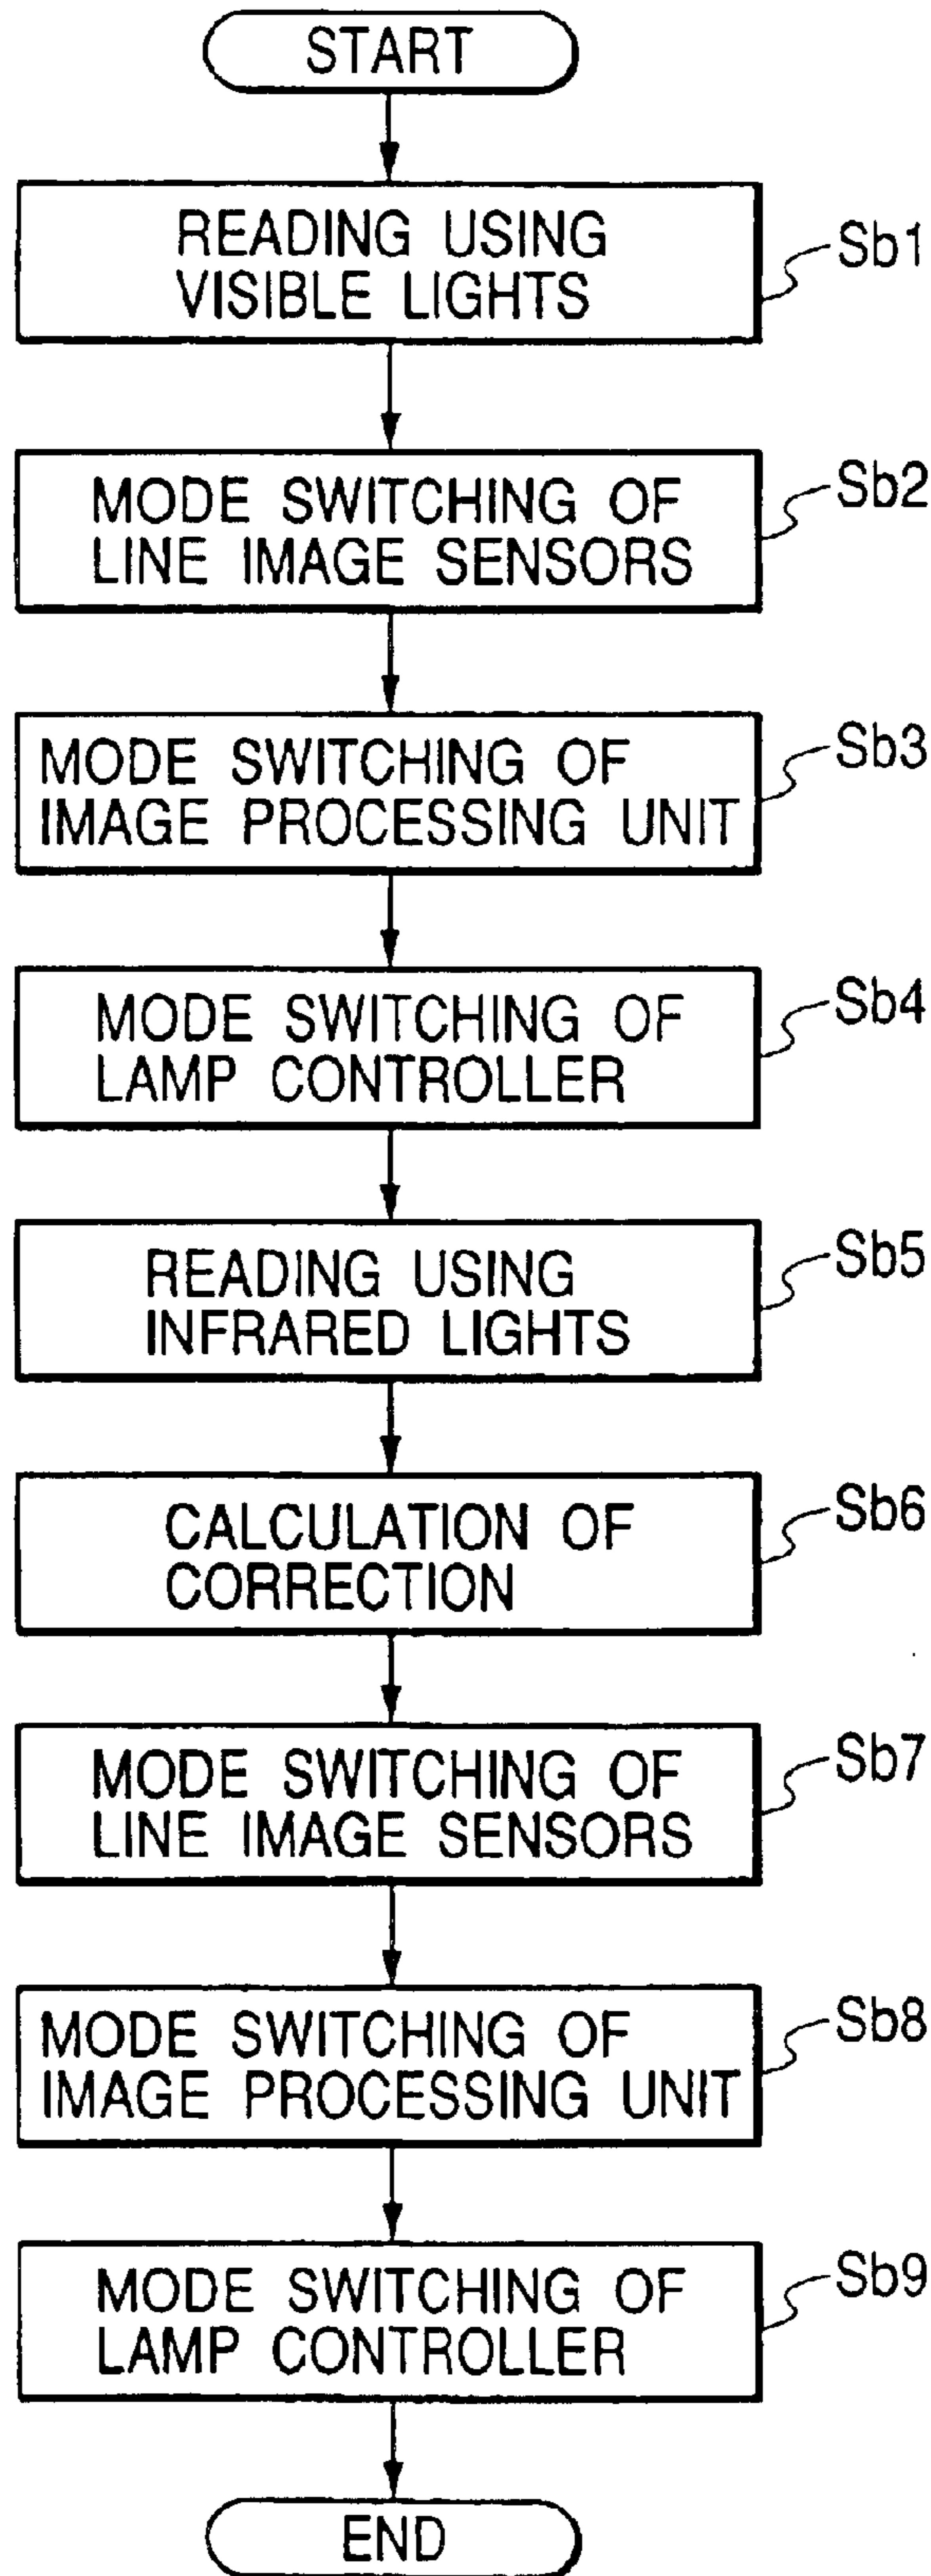 START
READING USING
VISIBLE LIGHTS
Sb1
MODE SWITCHING OF
LINE IMAGE SENSORS
Sb2
MODE SWITCHING OF
IMAGE PROCESSING UNIT
Sb3
MODE SWITCHING OF
LAMP CONTROLLER
Sb4
READING USING
INFRARED LIGHTS
Sb5
CALCULATION OF
CORRECTION
Sb6
MODE SWITCHING OF
LINE IMAGE SENSORS
Sb7
MODE SWITCHING OF
IMAGE PROCESSING UNIT
Sb8
MODE SWITCHING OF
LAMP CONTROLLER
Sb9
END